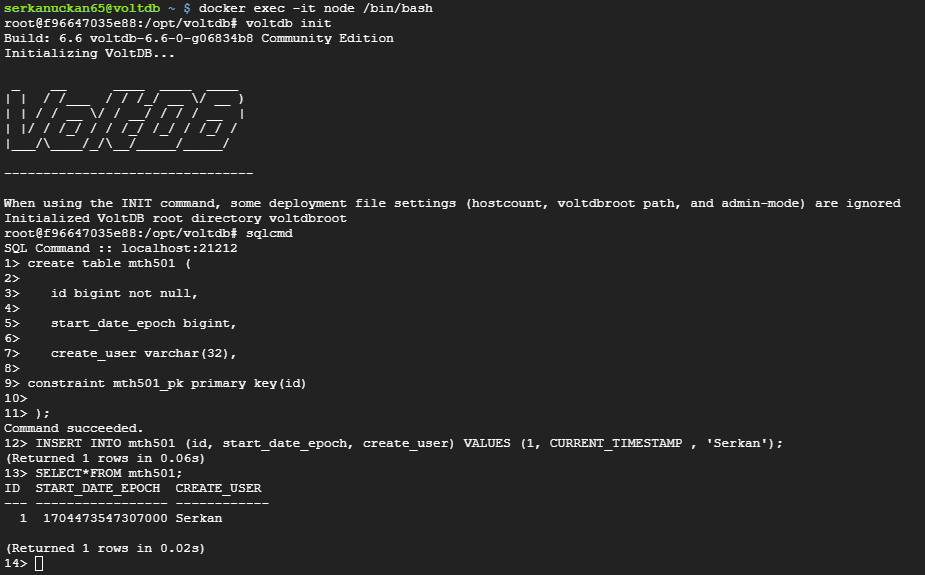 serkanuckan65@voltdb ~ $ docker exec -it node /bin/bash
root@f96647035e88:/opt/voltdb# voltdb init
Build: 6.6 voltdb-6.6-0-g06834b8 Community Edition
Initializing VoltDB...
 _    __      ____  ____  ____
| |  / /___  / / /_/ __ \/ __ )
| | / / __ \/ / __/ / / / __  |
| |/ / /_/ / / /_/ /_/ / /_/ /
|___/\____/_/\__/_____/_____/
--------------------------------
When using the INIT command, some deployment file settings (hostcount, voltdbroot path, and admin-mode) are ignored
Initialized VoltDB root directory voltdbroot
root@f96647035e88:/opt/voltdb# sqlcmd
SQL Command :: localhost:21212
1> create table mth501 (
2>
3>    id bigint not null,
4>
5>    start_date_epoch bigint,
6>
7>    create_user varchar(32),
8>
9> constraint mth501_pk primary key(id)
10>
11> );
Command succeeded.
12> INSERT INTO mth501 (id, start_date_epoch, create_user) VALUES (1, CURRENT_TIMESTAMP , 'Serkan');
(Returned 1 rows in 0.06s)
13> SELECT*FROM mth501;
ID  START_DATE_EPOCH  CREATE_USER
--- ----------------- ------------
  1  1704473547307000 Serkan
(Returned 1 rows in 0.02s)
14>